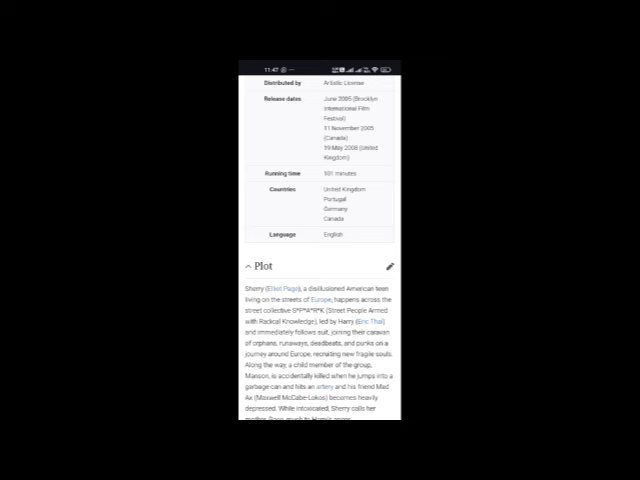 11:47
Distributed by Artistic License
Release dates June 2005 (Brooklyn
International Film
Festival)
11 November 2005
(Canada)
19 May 2008 (United
Kingdom)
Running time 101 minutes
Countries United Kingdom
Portugal
Germany
Canada
Language English
Plot
Sherry (Elliot Page), a disillusioned American teen
living on the streets of Europe, happens across the
street collective S*P*A*R*K (Street People Armed
with Radical Knowledge), led by Harry (Eric Thal)
and immediately follows suit, joining their caravan
of orphans, runaways, deadbeats, and punks on a
journey around Europe, recruiting new fragile souls.
Along the way, a child member of the group,
Manson, is accidentally killed when he jumps into a
garbage can and hits an artery and his friend Mad
Ax (Maxwell McCabe-Lokos) becomes heavily
depressed. While intoxicated, Sherry calls her